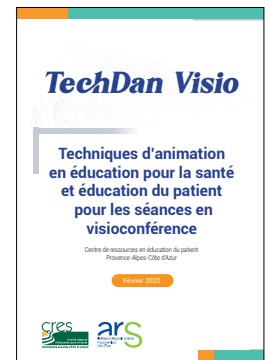 TechDan Visio
Techniques d'animation
en éducation pour la santé
et éducation du patient
pour les séances en
visioconférence
Centre de ressources en éducation du patient
Provence-Alpes-Côte d'Azur
Février 2022
cres
ars